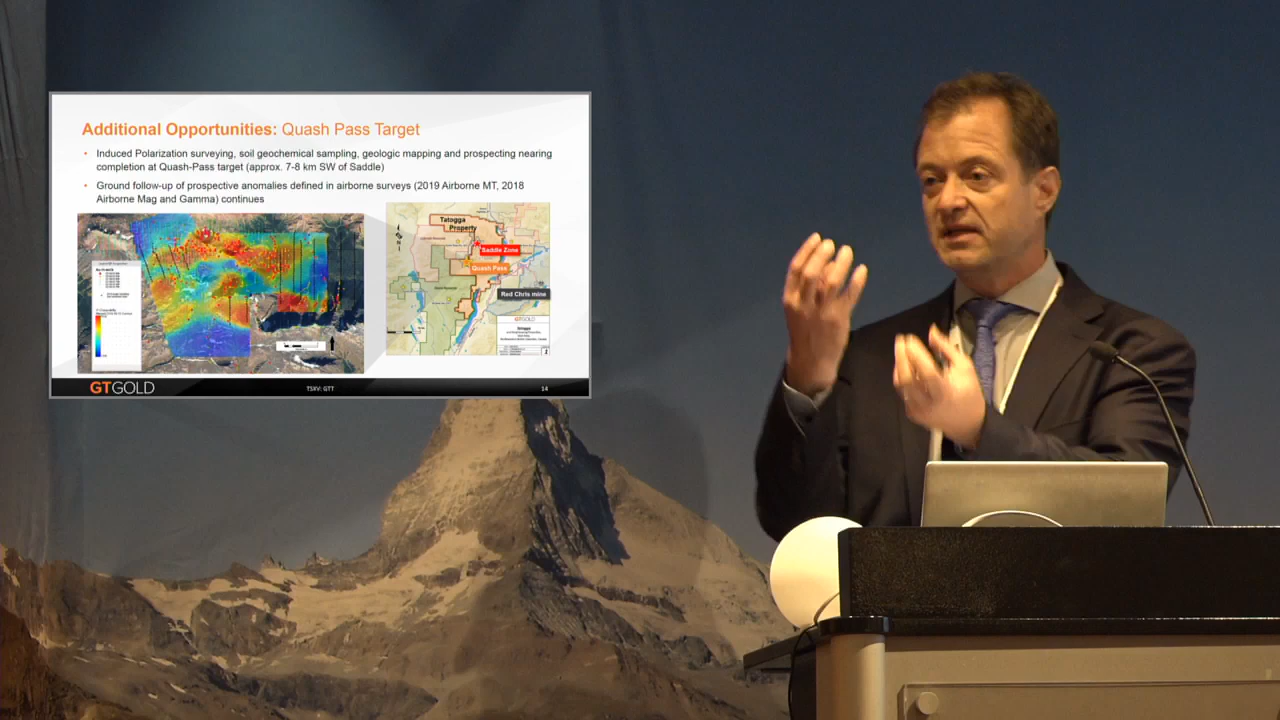 Additional Opportunities: Quash Pass Target
• Induced Polarization surveying, soil geochemical sampling, geologic mapping and prospecting nearing
completion at Quash-Pass target (approx. 7-8 km SW of Saddle)
• Ground follow-up of prospective anomalies defined in airborne surveys (2019 Airborne MT, 2018
Airborne Mag and Gamma) continues
Tatogga
Property
Saddle Zone
Quash Pass
Red Chris mine
GTGOLD
TSXV: GTT
14